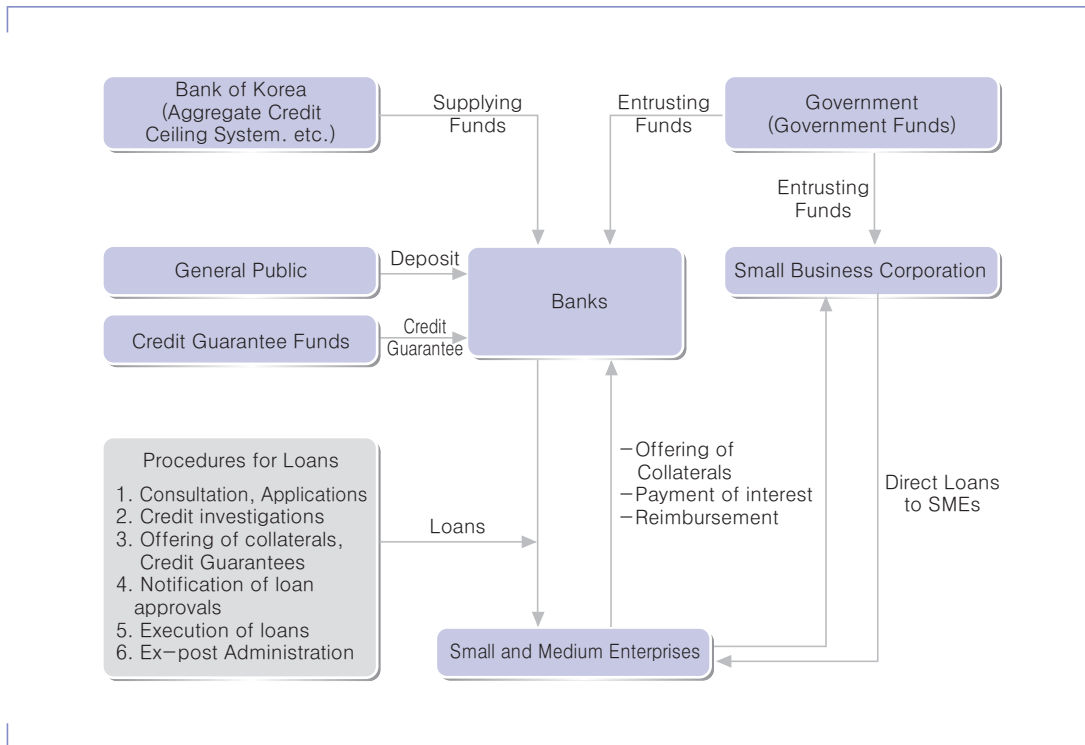 Bank of Korea
(Aggregate Credit
Ceiling System. etc.)
Supplying
Funds
Entrusting
Funds
Government
(Government Funds)
Entrusting
Funds
General Public
Deposit
Banks
Small Business Corporation
Credit Guarantee Funds
Credit
Guarantee
Procedures for Loans
1. Consultation, Applications
2. Credit investigations
3. Offering of collaterals,
Credit Guarantees
4. Notification of loan
approvals
5. Execution of loans
6. Ex-post Administration
Loans
-Offering of
Collaterals
-Payment of interest
-Reimbursement
Direct Loans
to SMEs
Small and Medium Enterprises